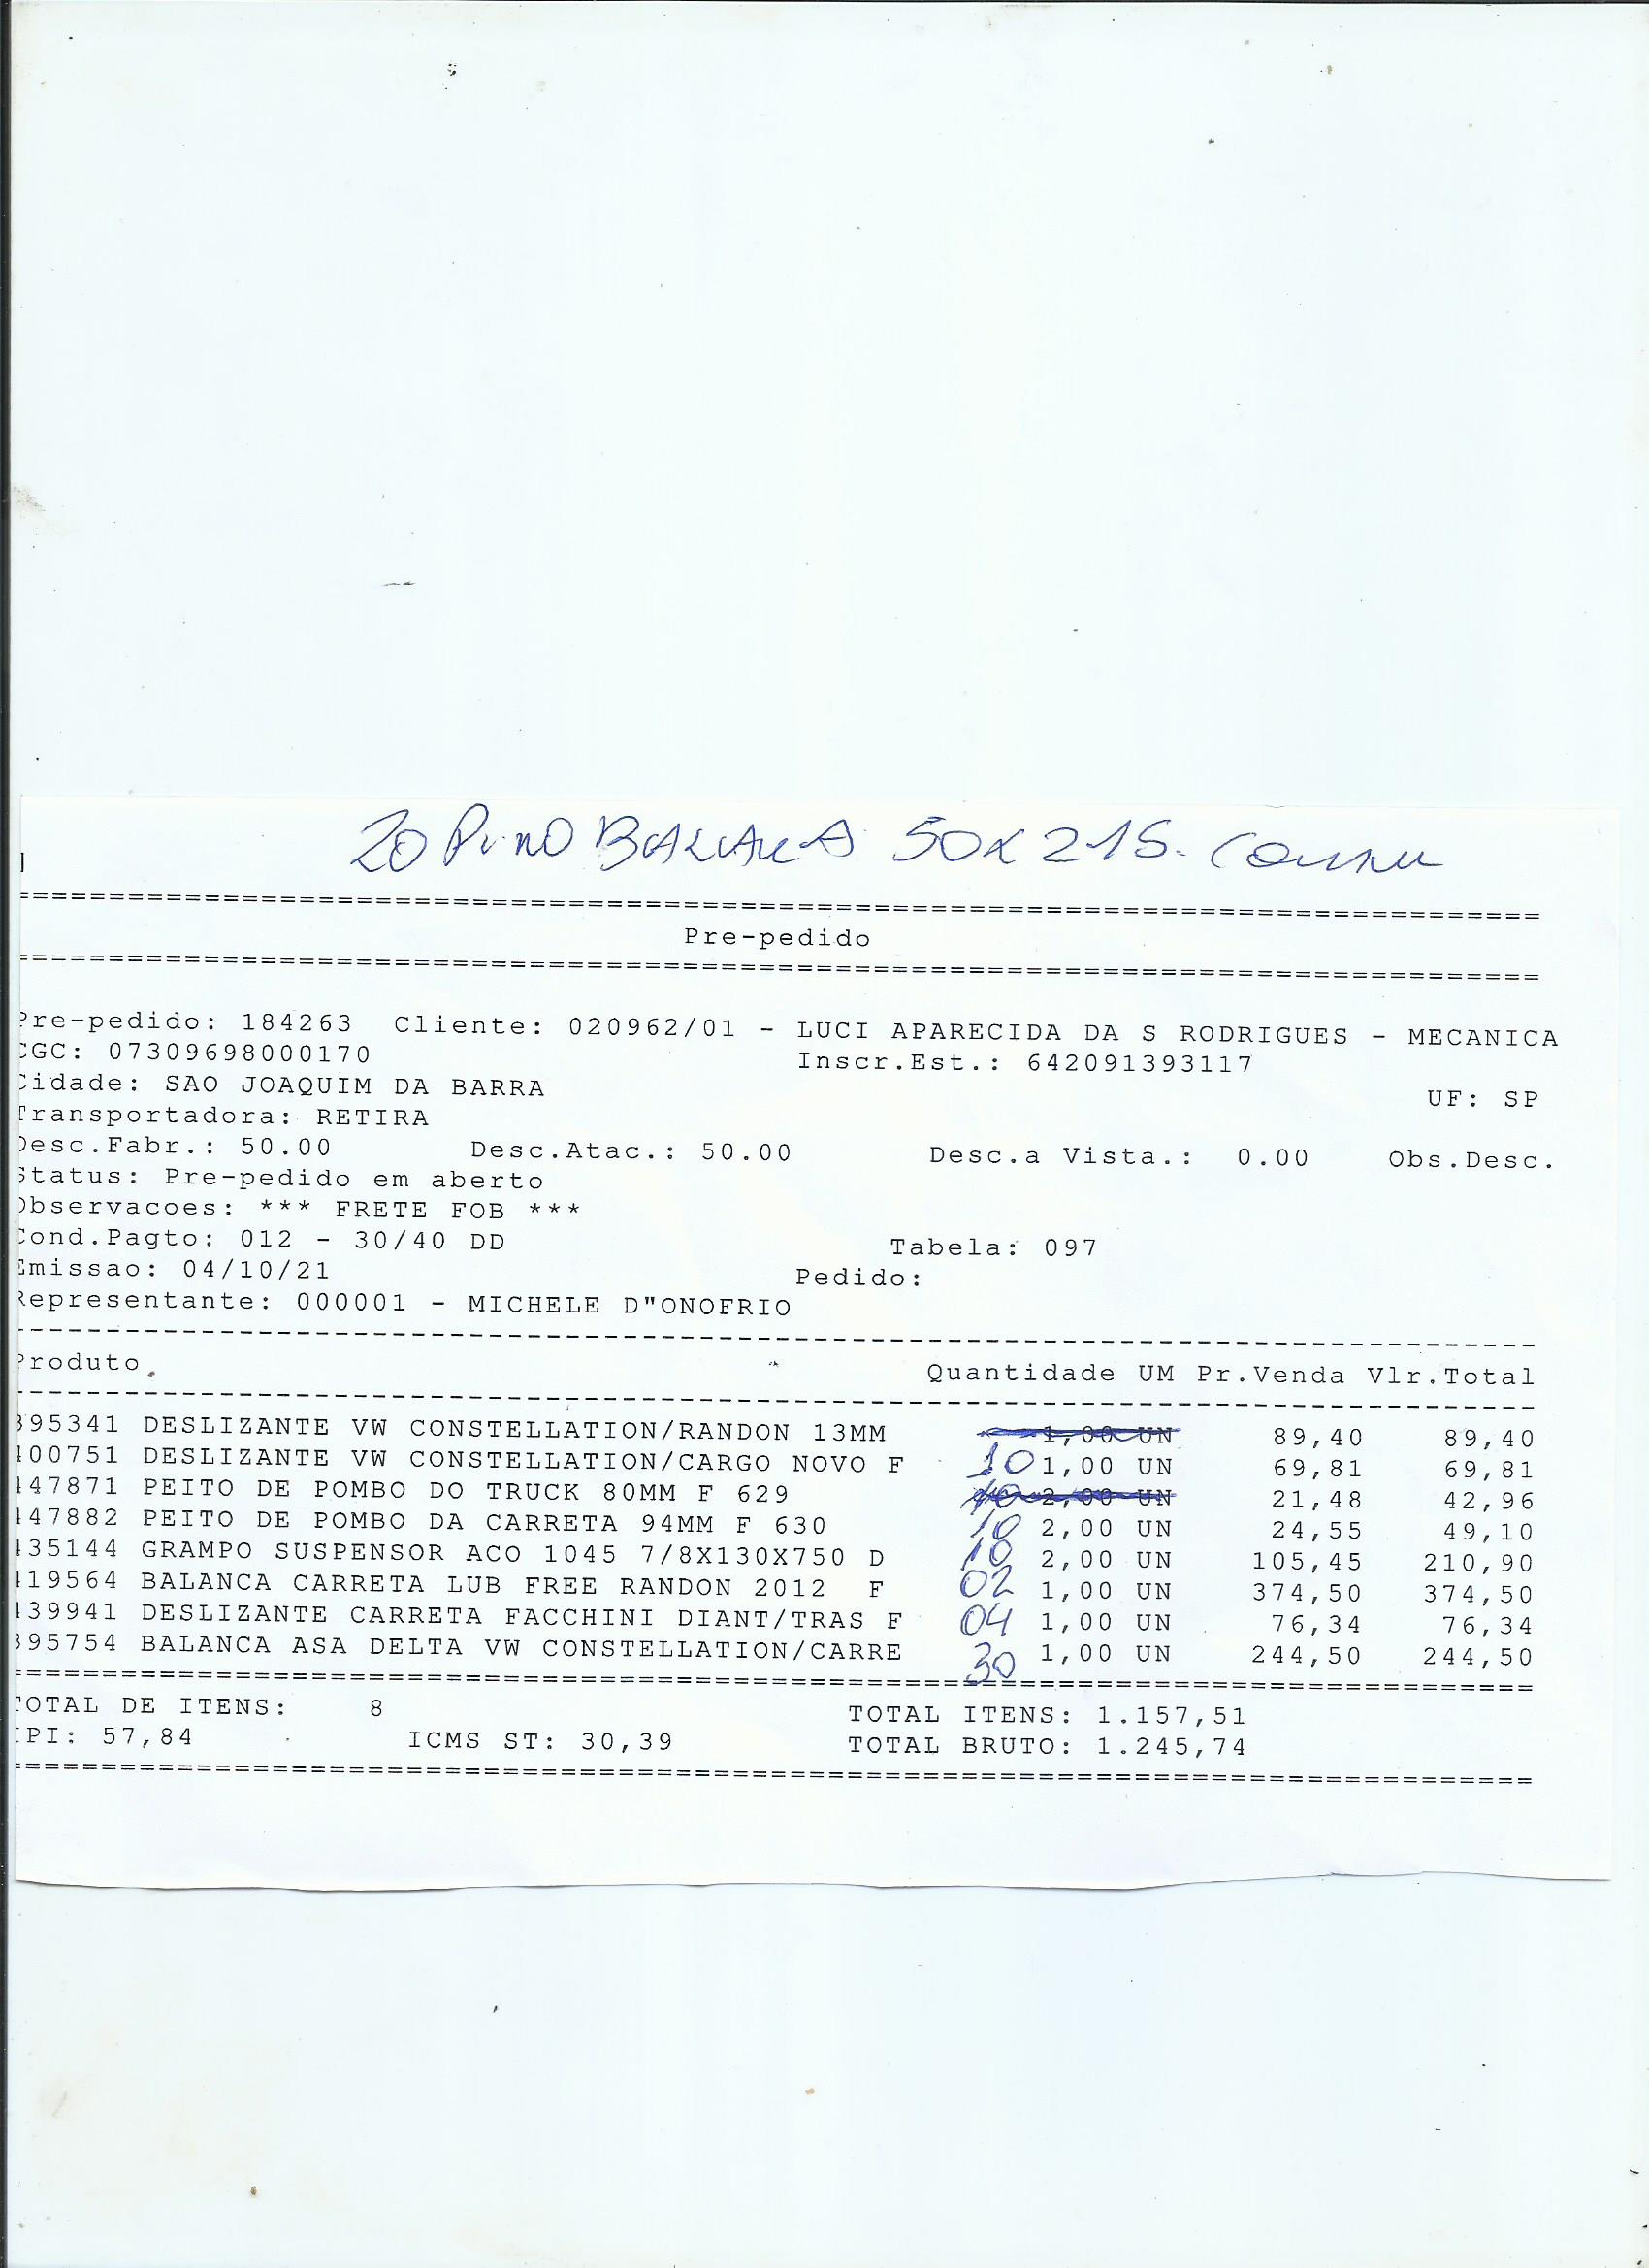 20 PINO BALANCA 50X215.
Pre-pedido
Pre-pedido: 184263 Cliente: 020962/01 - LUCI APARECIDA DA S RODRIGUES - MECANICA
CGC: 07309698000170 Inscr.Est.: 642091393117
Cidade: SAO JOAQUIM DA BARRA UF: SP
Transportadora: RETIRA
Desc.Fabr.: 50.00 Desc.Atac.: 50.00 Desc.a Vista.: 0.00 Obs.Desc.
Status: Pre-pedido em aberto
Observacoes: *** FRETE FOB ***
Cond.Pagto: 012 - 30/40 DD Tabela: 097
Emissao: 04/10/21 Pedido:
Representante: 000001 - MICHELE D"ONOFRIO
Produto Quantidade UM Pr.Venda Vlr.Total
395341 DESLIZANTE VW CONSTELLATION/RANDON 13MM 1,00 UN 89,40 89,40
400751 DESLIZANTE VW CONSTELLATION/CARGO NOVO F 10 1,00 UN 69,81 69,81
447871 PEITO DE POMBO DO TRUCK 80MM F 629 10 2,00 UN 21,48 42,96
447882 PEITO DE POMBO DA CARRETA 94MM F 630 10 2,00 UN 24,55 49,10
435144 GRAMPO SUSPENSOR ACO 1045 7/8X130X750 D 10 2,00 UN 105,45 210,90
419564 BALANCA CARRETA LUB FREE RANDON 2012 F 02 1,00 UN 374,50 374,50
439941 DESLIZANTE CARRETA FACCHINI DIANT/TRAS F 04 1,00 UN 76,34 76,34
395754 BALANCA ASA DELTA VW CONSTELLATION/CARRE 30 1,00 UN 244,50 244,50
TOTAL DE ITENS: 8 TOTAL ITENS: 1.157,51
IPI: 57,84 ICMS ST: 30,39 TOTAL BRUTO: 1.245,74